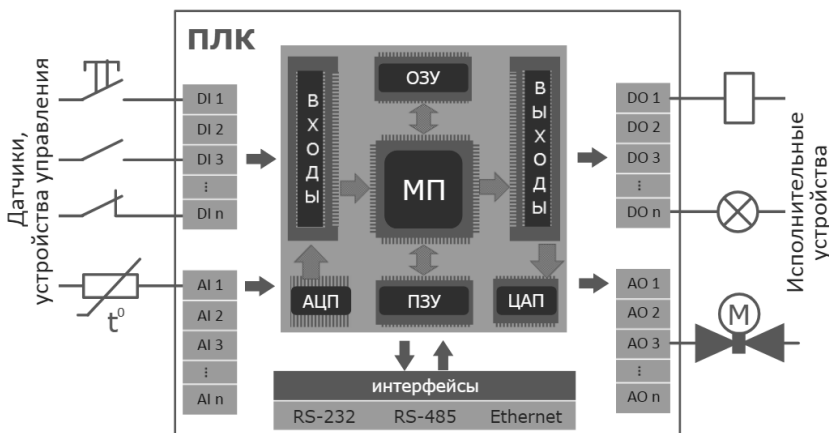 ПЛК
Датчики,
устройства управления
DI 1
DI 2
DI 3
...
DI n
AI 1
AI 2
AI 3
...
AI n
t⁰
ВХОДЫ
ОЗУ
МП
ПЗУ
АЦП
ВЫХОДЫ
ЦАП
интерфейсы
RS-232 RS-485 Ethernet
DO 1
DO 2
DO 3
...
DO n
AO 1
AO 2
AO 3
...
AO n
M
Исполнительные
устройства